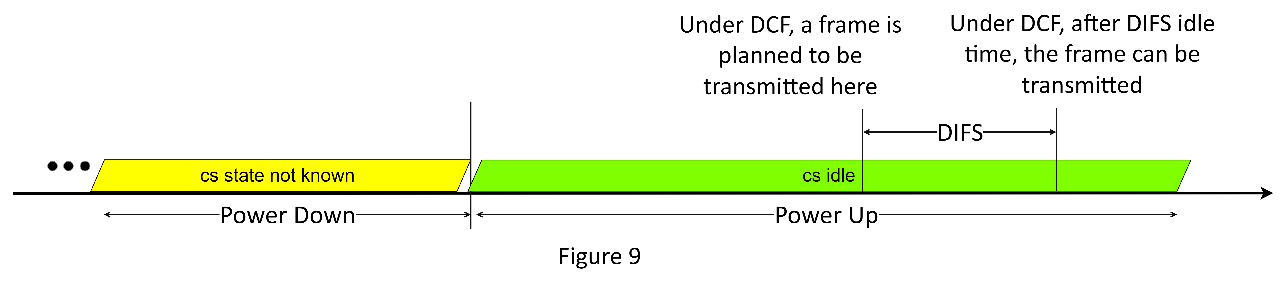 Under DCF, a frame is
planned to be
transmitted here
Under DCF, after DIFS idle
time, the frame can be
transmitted
DIFS
cs state not known
cs idle
Power Down
Power Up
Figure 9